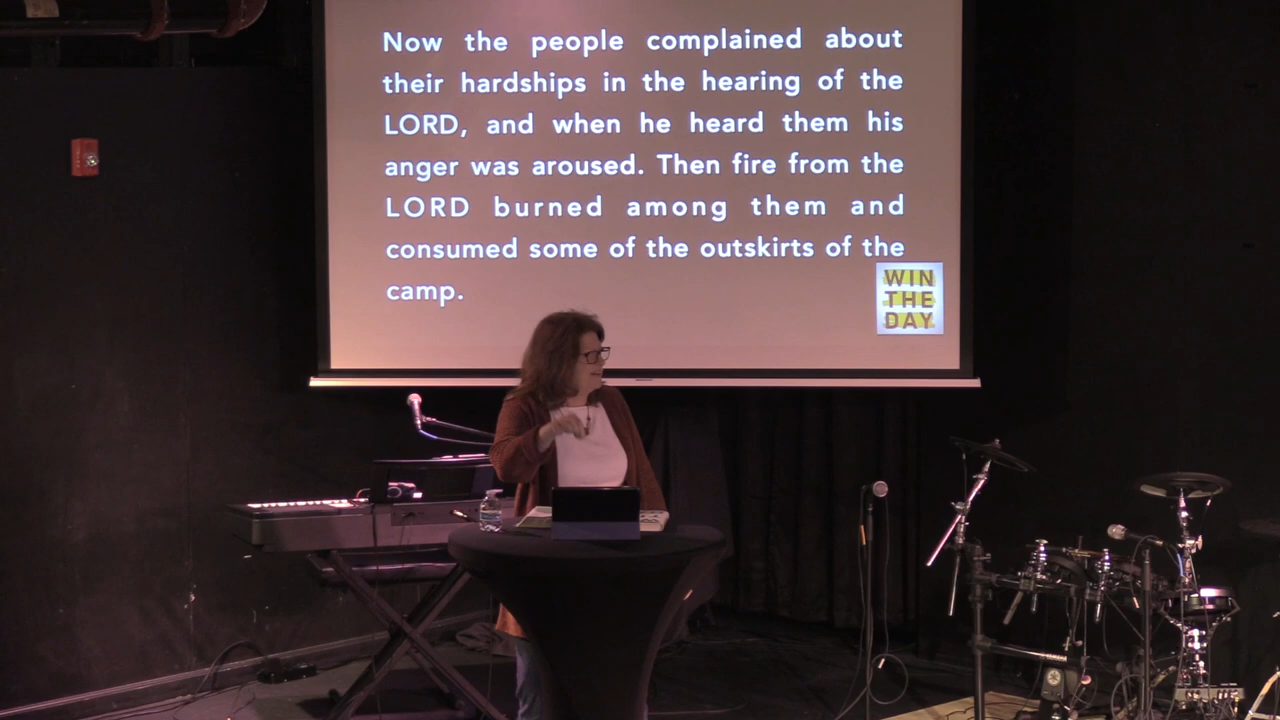 Now the people complained about
their hardships in the hearing of the
LORD, and when he heard them his
anger was aroused. Then fire from the
LORD burned among them and
consumed some of the outskirts of the
camp.
WIN
THE
DAY